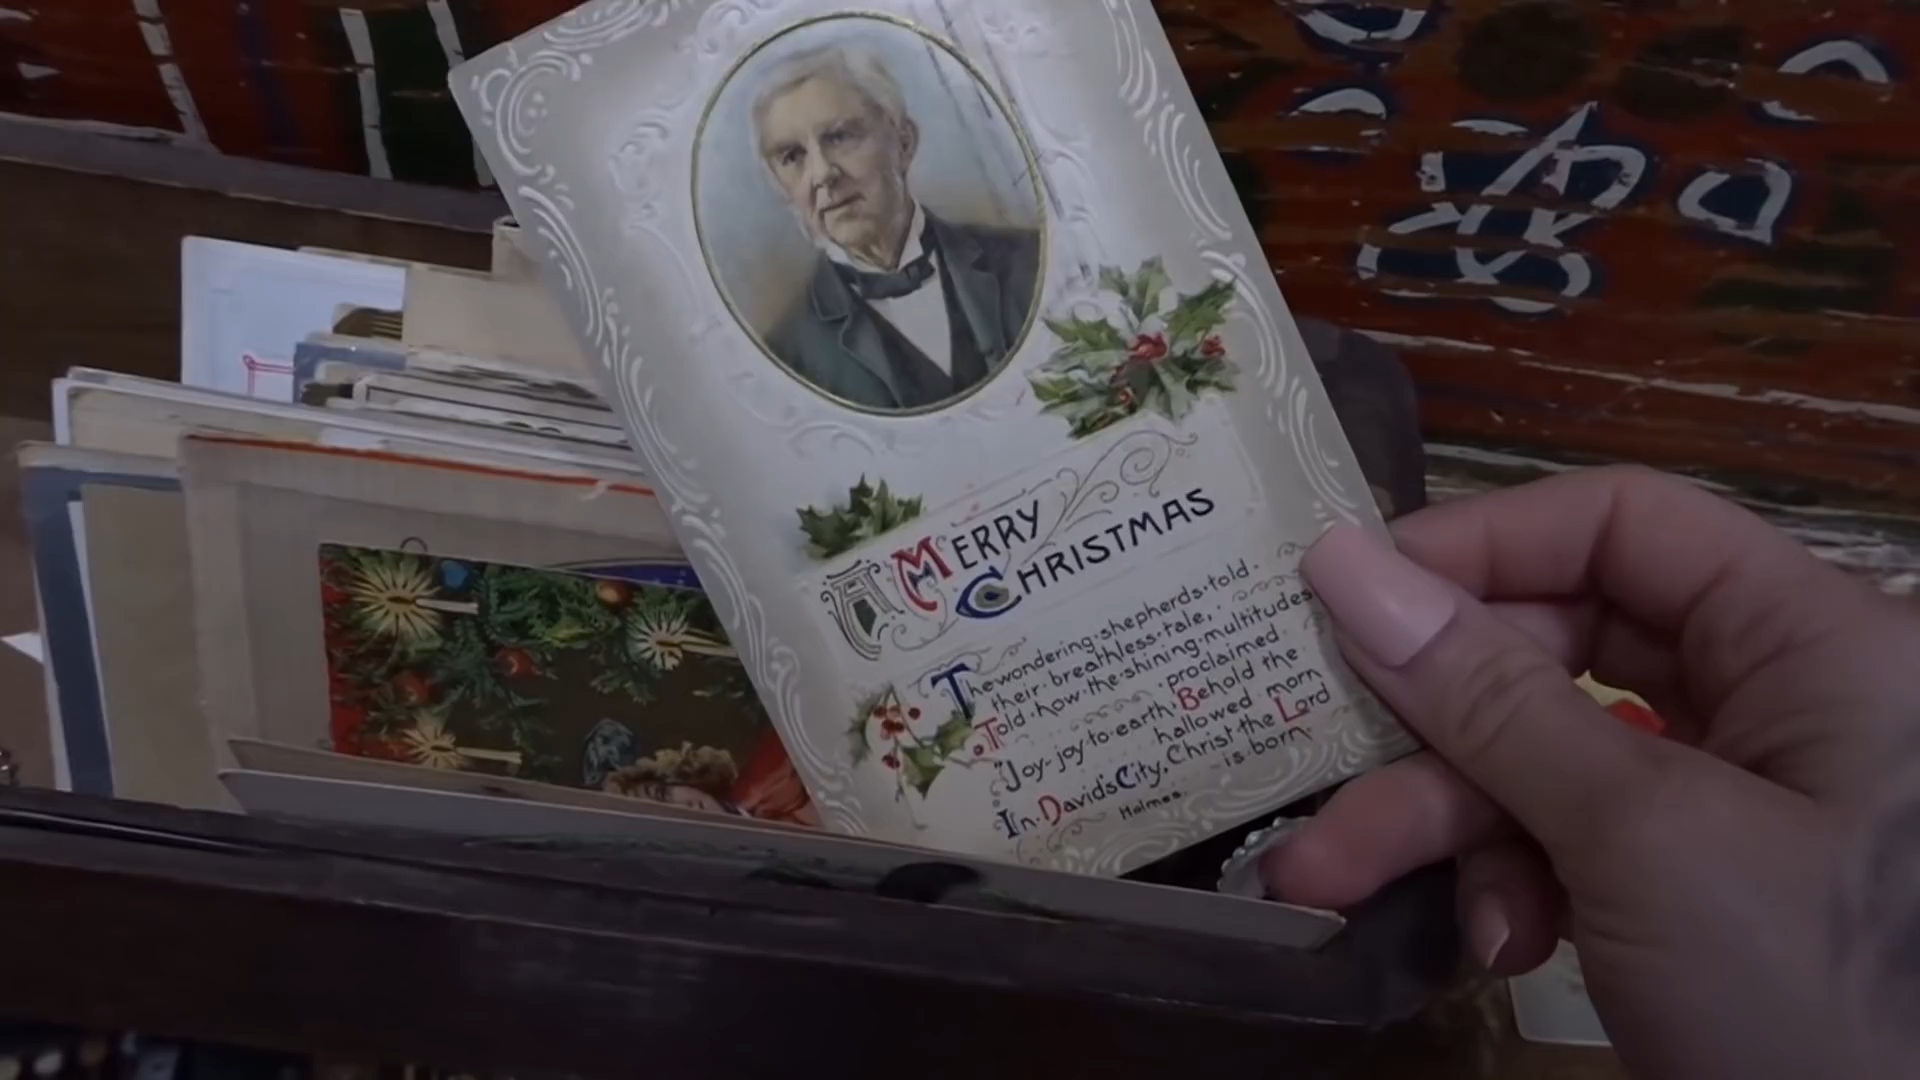 A MERRY
CHRISTMAS
The wondering·shepherds·told·
their·breathless·tale,
Told·how·the·shining·multitudes
proclaimed·
"Joy-joy·to·earth·Behold the
hallowed morn
In·David's City, Christ·the·Lord
is·born·
Holmes.